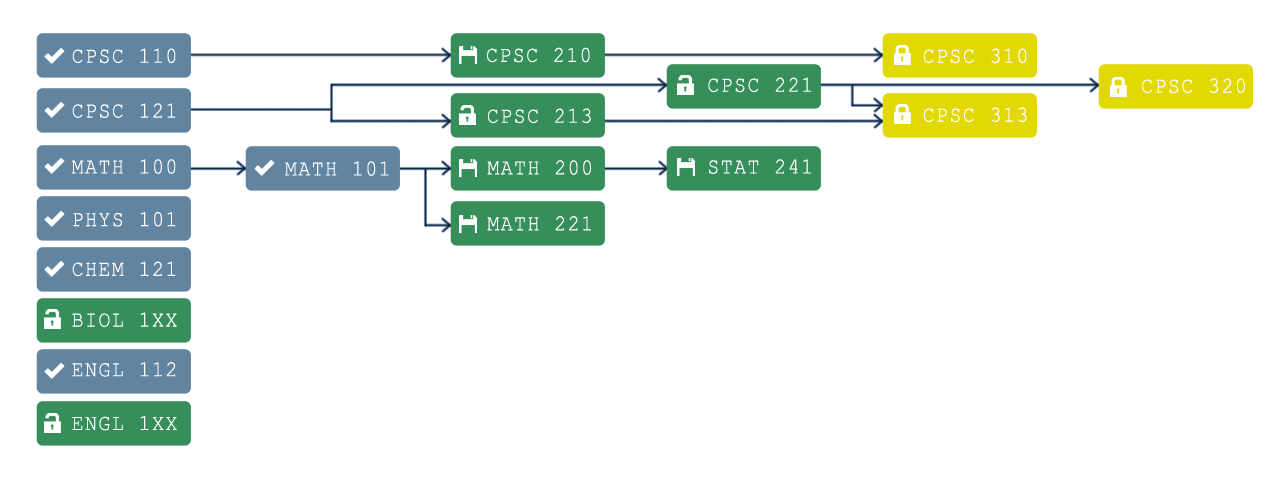 CPSC 110
CPSC 210
CPSC 310
CPSC 221
CPSC 320
CPSC 121
CPSC 213
CPSC 313
MATH 100
MATH 101
MATH 200
STAT 241
PHYS 101
MATH 221
CHEM 121
BIOL 1XX
ENGL 112
ENGL 1XX